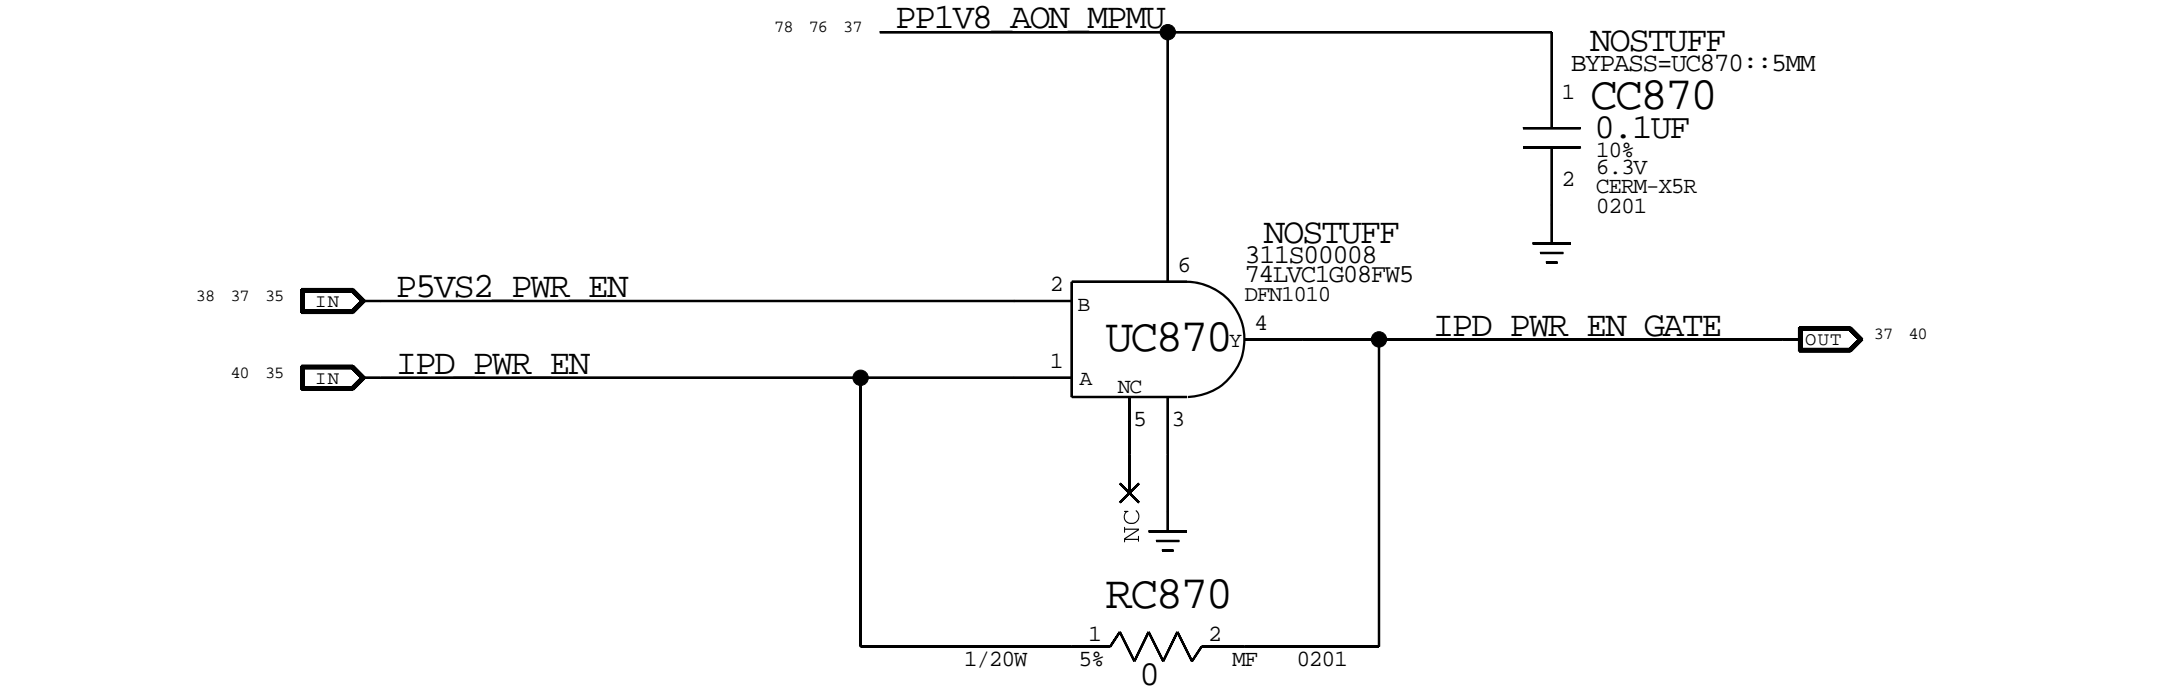 78 76 37 PP1V8_AON_MPMU
NOSTUFF
BYPASS=UC870::5MM
1 CC870
0.1UF
10%
6.3V
2 CERM-X5R
0201
NOSTUFF
311S00008
74LVC1G08FW5
DFN1010
6
38 37 35 IN P5VS2_PWR_EN 2 B
UC870 Y 4 IPD_PWR_EN_GATE OUT 37 40
40 35 IN IPD_PWR_EN 1 A
NC
5 3
NC
RC870
1 2
1/20W 5% MF 0201
0